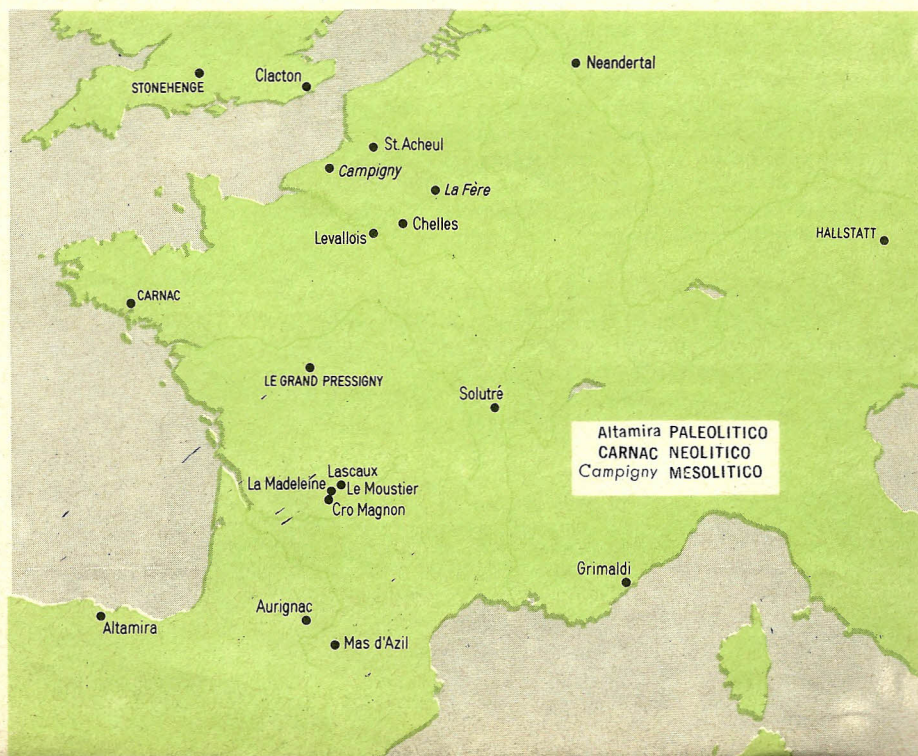 Neandertal
STONEHENGE
Clacton
St. Acheul
Campigny
La Fère
Chelles
Levallois
HALLSTATT
CARNAC
LE GRAND PRESSIGNY
Solutré
Altamira PALEOLITICO
CARNAC NEOLITICO
Campigny MESOLITICO
Lascaux
La Madeleine
Le Moustier
Cro Magnon
Grimaldi
Aurignac
Altamira
Mas d'Azil